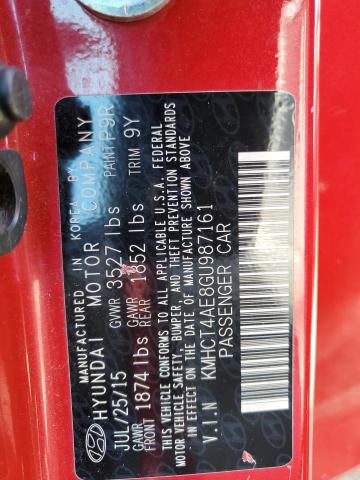 MANUFACTURED IN KOREA BY
HYUNDAI MOTOR COMPANY
JUL/25/15 GVWR 3527 lbs PAINT P9R
GAWR FRONT 1874 lbs GAWR REAR 1852 lbs TRIM 9Y
THIS VEHICLE CONFORMS TO ALL APPLICABLE U.S.A. FEDERAL
MOTOR VEHICLE SAFETY, BUMPER, AND THEFT PREVENTION STANDARDS
IN EFFECT ON THE DATE OF MANUFACTURE SHOWN ABOVE
V.I.N KMHCT4AE8GU987161
PASSENGER CAR